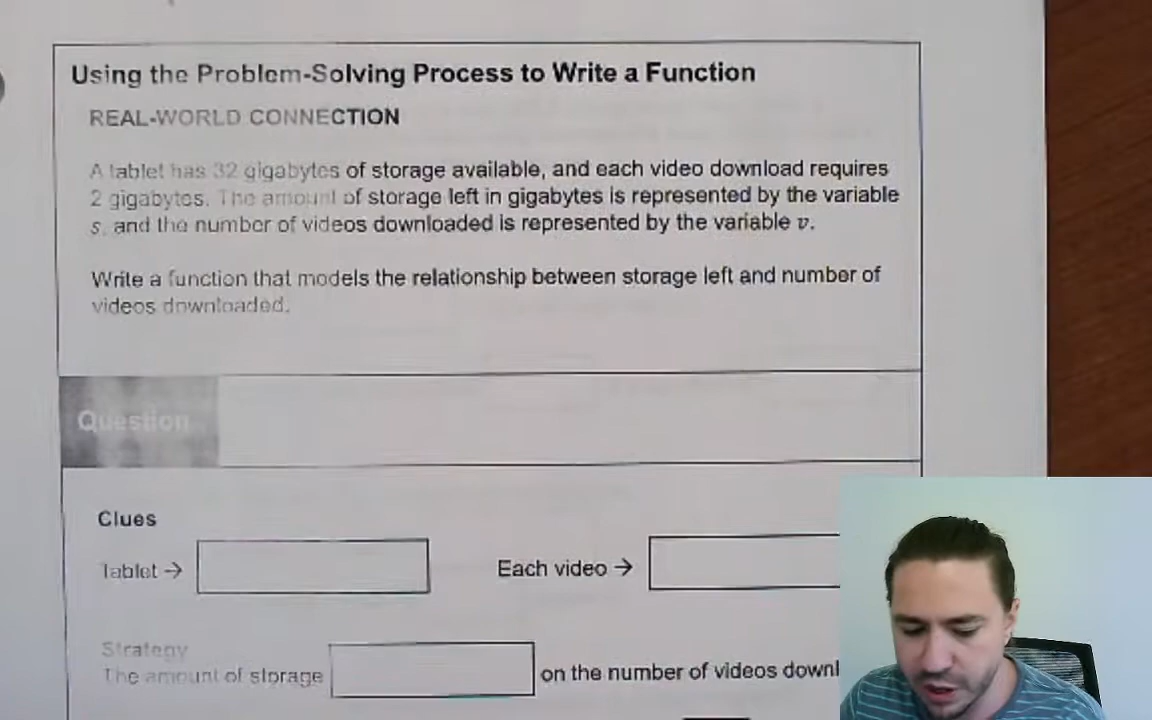 Using the Problem-Solving Process to Write a Function
REAL-WORLD CONNECTION
A tablet has 32 gigabytes of storage available, and each video download requires
2 gigabytes. The amount of storage left in gigabytes is represented by the variable
s, and the number of videos downloaded is represented by the variable v.
Write a function that models the relationship between storage left and number of
videos downloaded.
Question
Clues
Tablet → Each video →
Strategy
The amount of storage on the number of videos downl